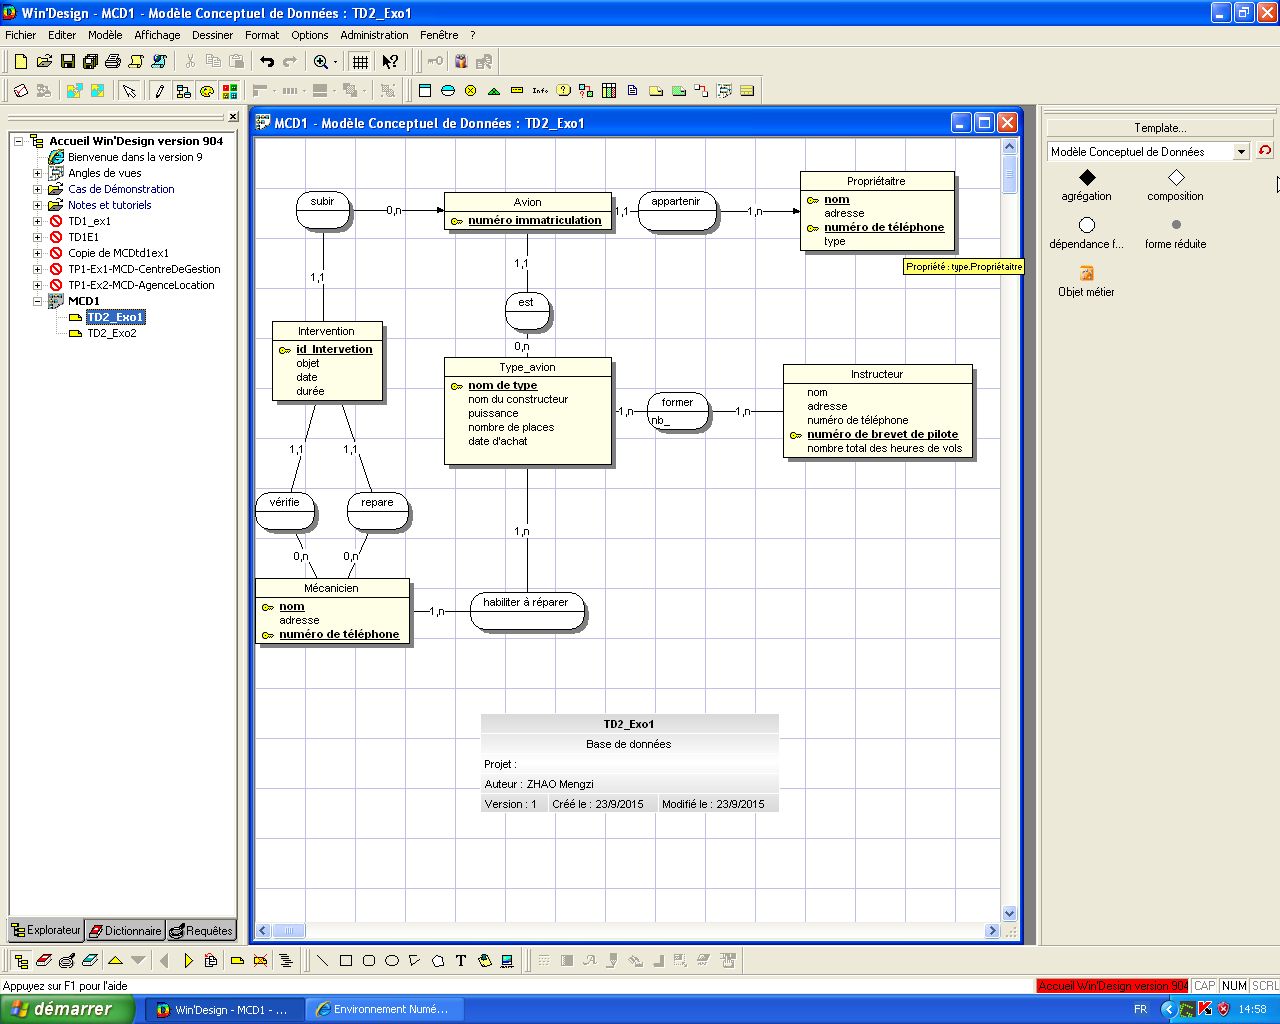 Win'Design - MCD1 - Modèle Conceptuel de Données : TD2_Exo1
Fichier Editer Modèle Affichage Dessiner Format Options Administration Fenêtre ?
Info
Accueil Win'Design version 904
Bienvenue dans la version 9
Angles de vues
Cas de Démonstration
Notes et tutoriels
TD1_ex1
TD1E1
Copie de MCDtd1ex1
TP1-Ex1-MCD-CentreDeGestion
TP1-Ex2-MCD-AgenceLocation
MCD1
TD2_Exo1
TD2_Exo2
Explorateur Dictionnaire Requêtes
MCD1 - Modèle Conceptuel de Données : TD2_Exo1
subir
0,n
Avion
numéro immatriculation
1,1
appartenir
1,n
Propriétaitre
nom
adresse
numéro de téléphone
type
Propriété : type.Propriétaitre
1,1
1,1
est
0,n
Intervention
id_Intervetion
objet
date
durée
Type_avion
nom de type
nom du constructeur
puissance
nombre de places
date d'achat
1,n
former
nb_
1,n
Instructeur
nom
adresse
numéro de téléphone
numéro de brevet de pilote
nombre total des heures de vols
1,1
1,1
vérifie
repare
0,n
0,n
1,n
Mécanicien
nom
adresse
numéro de téléphone
1,n
habiliter à réparer
TD2_Exo1
Base de données
Projet :
Auteur : ZHAO Mengzi
Version : 1 Créé le : 23/9/2015 Modifié le : 23/9/2015
Template...
Modèle Conceptuel de Données
agrégation
composition
dépendance f...
forme réduite
Objet métier
Appuyez sur F1 pour l'aide
Accueil Win'Design version 904
CAP NUM SCRL
démarrer
Win'Design - MCD1 - ...
Environnement Numé...
FR
14:58